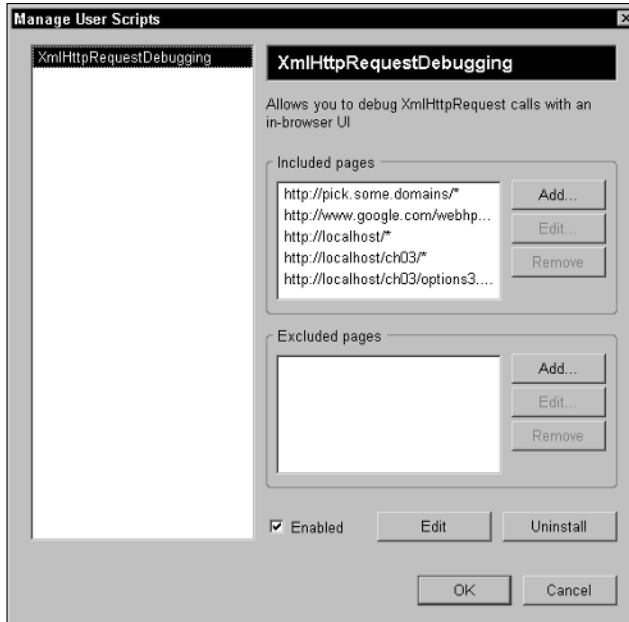 Manage User Scripts
XmlHttpRequestDebugging
XmlHttpRequestDebugging
Allows you to debug XmlHttpRequest calls with an
in-browser UI
Included pages
http://pick.some.domains/*
http://www.google.com/webhp...
http://localhost/*
http://localhost/ch03/*
http://localhost/ch03/options3....
Add...
Edit...
Remove
Excluded pages
Add...
Edit...
Remove
Enabled
Edit
Uninstall
OK
Cancel